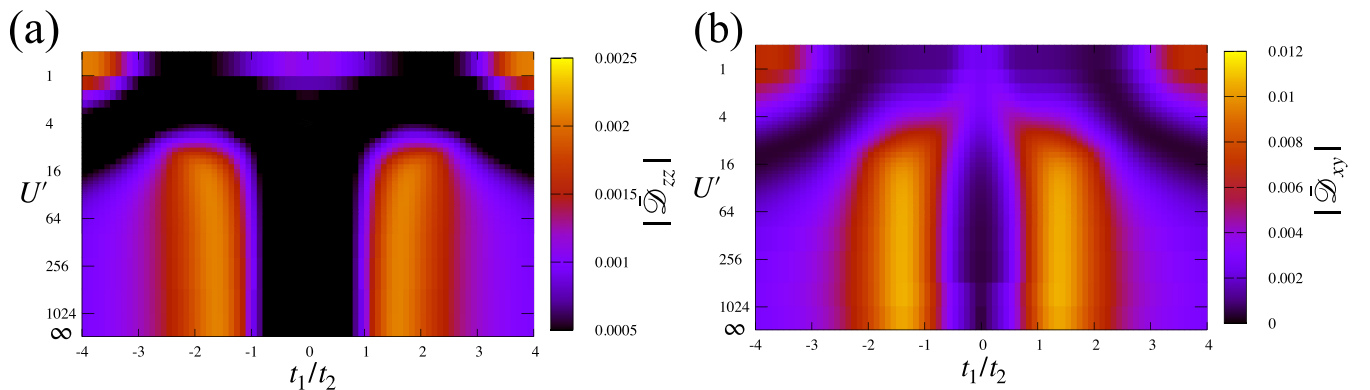 (a)
U′
1
4
16
64
256
1024
∞
-4 -3 -2 -1 0 1 2 3 4
t₁/t₂
0.0025
0.002
0.0015
0.001
0.0005
|𝒟̄zz|
(b)
U′
1
4
16
64
256
1024
∞
-4 -3 -2 -1 0 1 2 3 4
t₁/t₂
0.012
0.01
0.008
0.006
0.004
0.002
0
|𝒟̄xy|